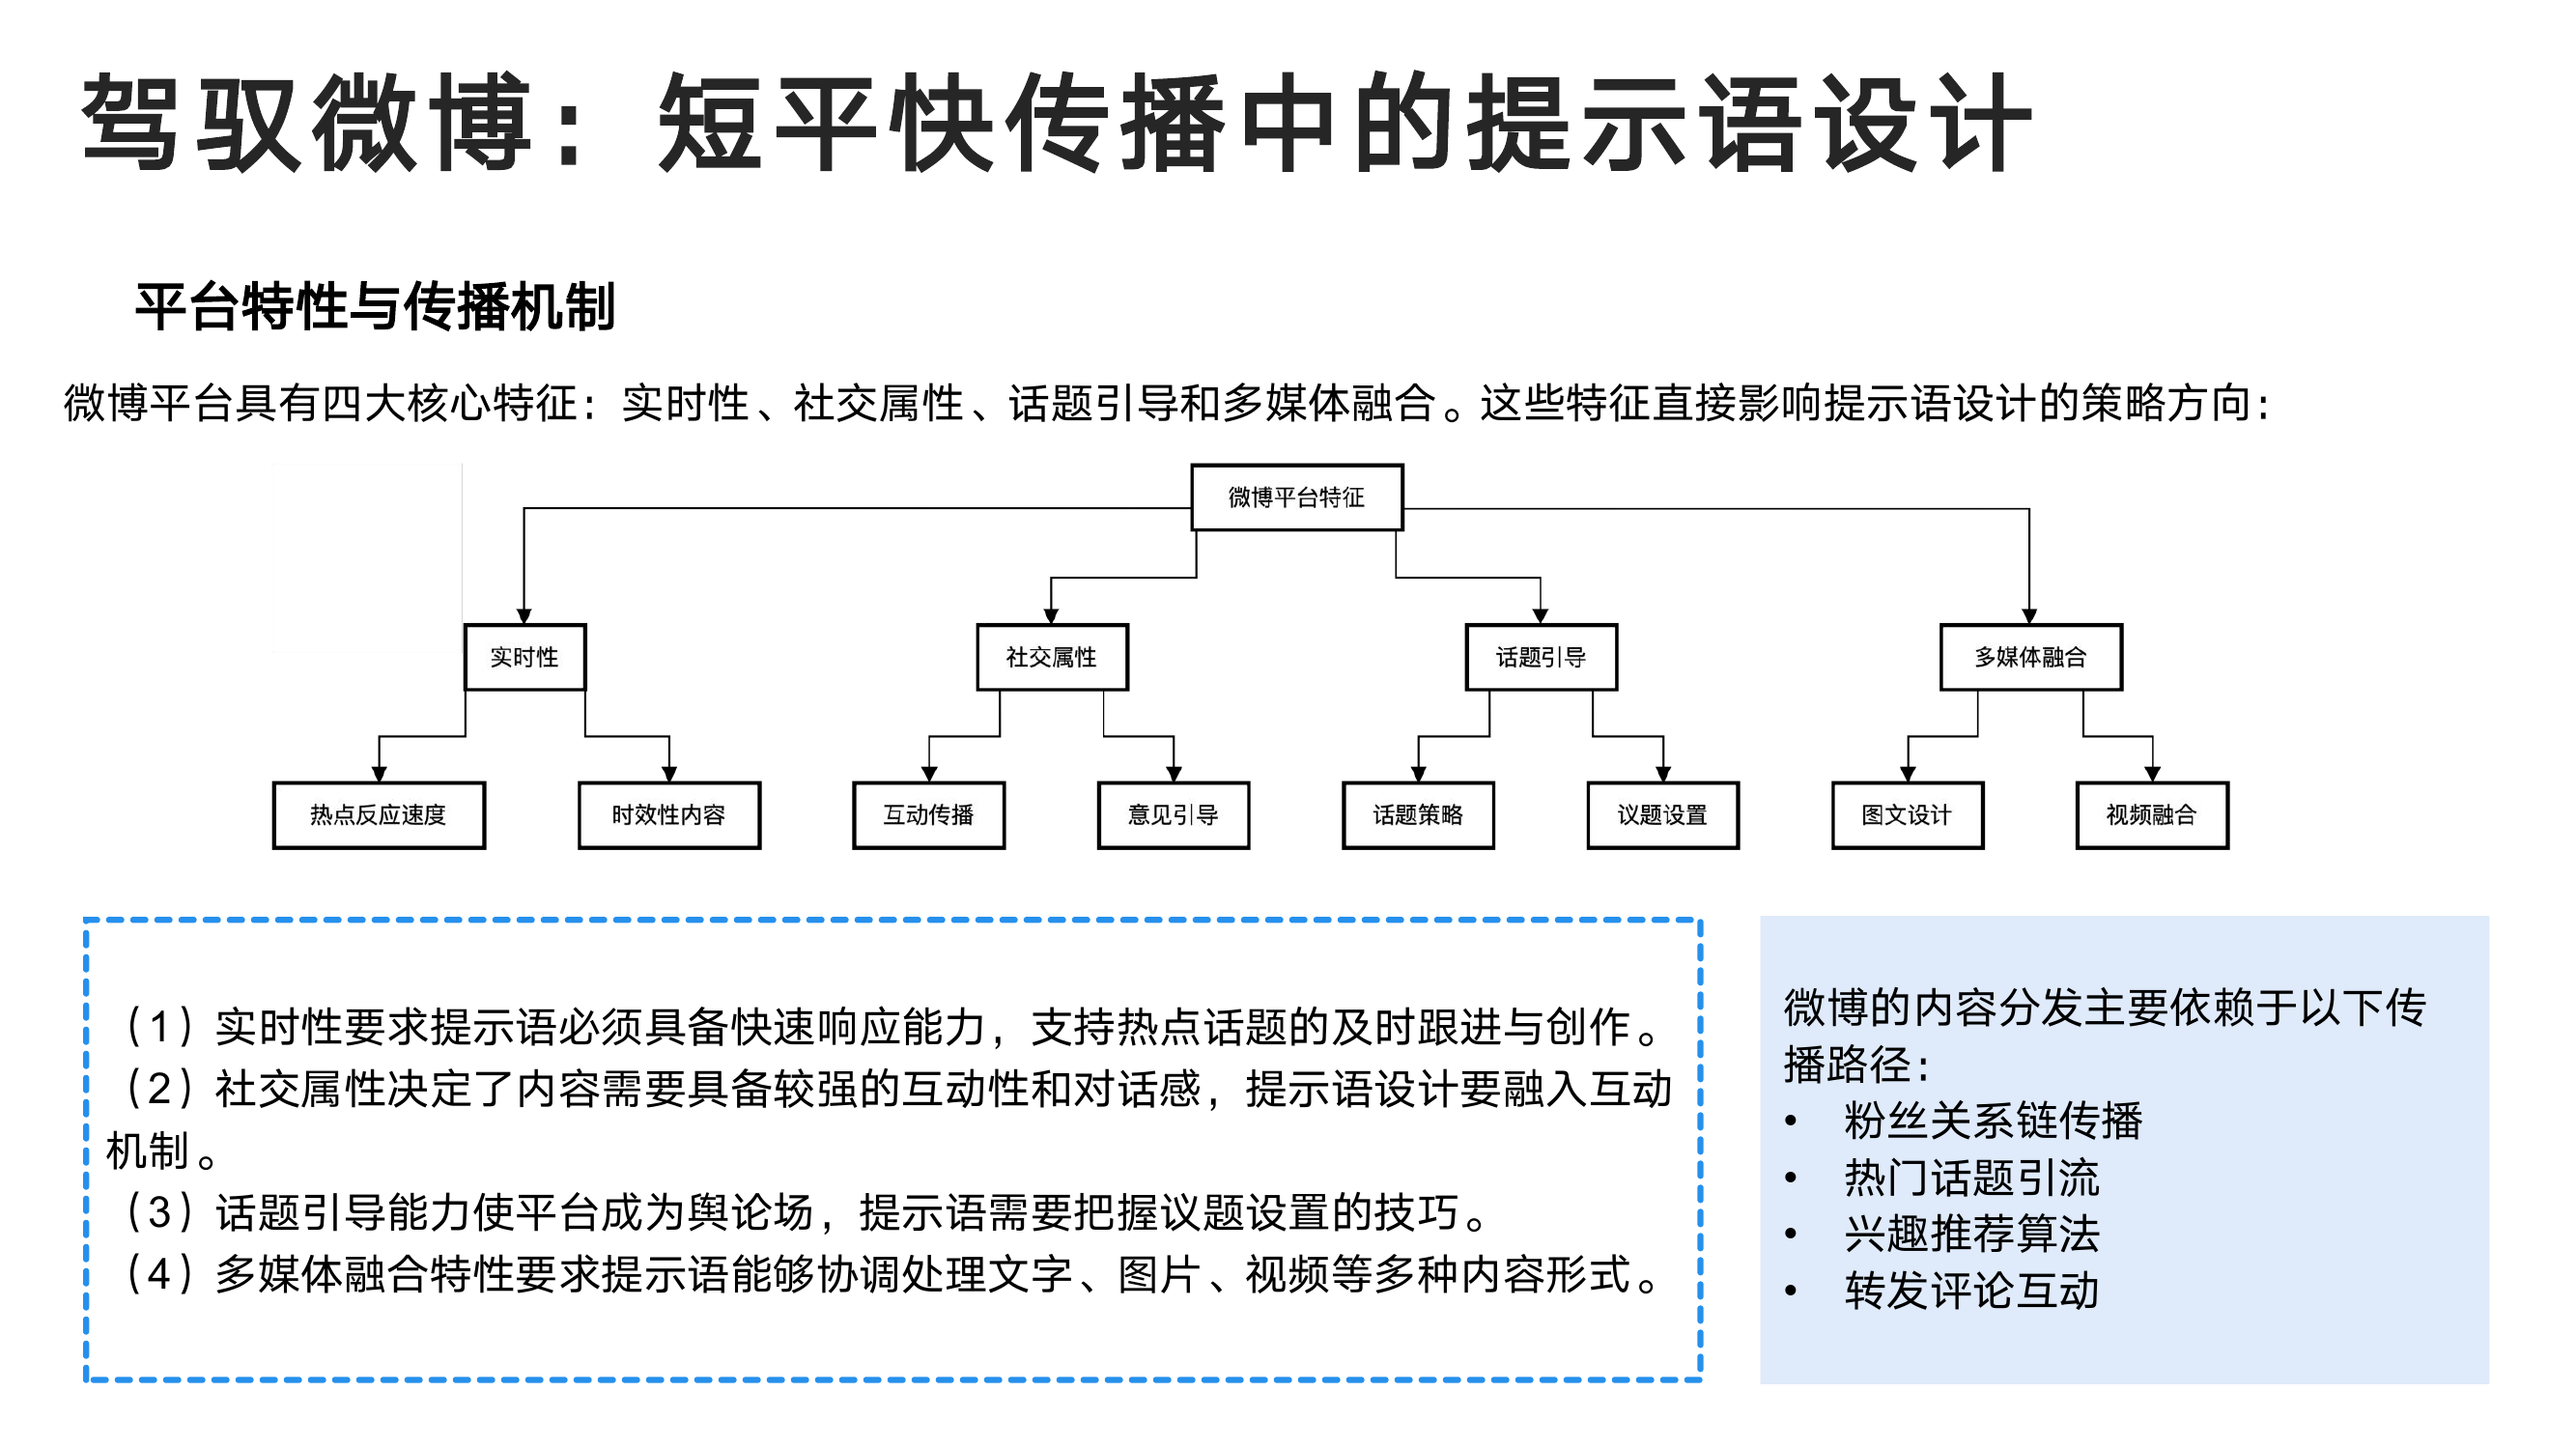 驾驭微博：短平快传播中的提示语设计
平台特性与传播机制
微博平台具有四大核心特征：实时性、社交属性、话题引导和多媒体融合。这些特征直接影响提示语设计的策略方向：
微博平台特征
实时性
社交属性
话题引导
多媒体融合
热点反应速度
时效性内容
互动传播
意见引导
话题策略
议题设置
图文设计
视频融合
（1）实时性要求提示语必须具备快速响应能力，支持热点话题的及时跟进与创作。
（2）社交属性决定了内容需要具备较强的互动性和对话感，提示语设计要融入互动
机制。
（3）话题引导能力使平台成为舆论场，提示语需要把握议题设置的技巧。
（4）多媒体融合特性要求提示语能够协调处理文字、图片、视频等多种内容形式。
微博的内容分发主要依赖于以下传
播路径：
• 粉丝关系链传播
• 热门话题引流
• 兴趣推荐算法
• 转发评论互动